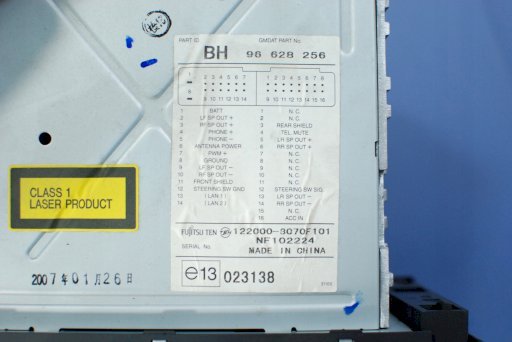 PART ID. GMDAT PART No.
BH 96 628 256
1 2 3 4 5 6 7 1 2 3 4 5 6 7 8
8 9 10 11 12 13 14 9 10 11 12 13 14 15 16
1 BATT 1 N.C.
2 LF SP OUT + 2 N.C.
3 RF SP OUT + 3 REAR SHIELD
4 PHONE + 4 TEL MUTE
5 PHONE − 5 LR SP OUT +
6 ANTENNA POWER 6 RR SP OUT +
7 PWM + 7 N.C.
8 GROUND 8 N.C.
9 LF SP OUT − 9 N.C.
10 RF SP OUT − 10 N.C.
11 FRONT SHIELD 11 N.C.
12 STEERING SW GND 12 STEERING SW SIG.
13 (LAN1) 13 LR SP OUT −
14 (LAN2) 14 RR SP OUT −
15 N.C.
16 ACC IN
FUJITSU TEN 122000-3070F101
SERIAL No. NF102224
MADE IN CHINA
e13 023138
CLASS 1
LASER PRODUCT
2007年01月26日